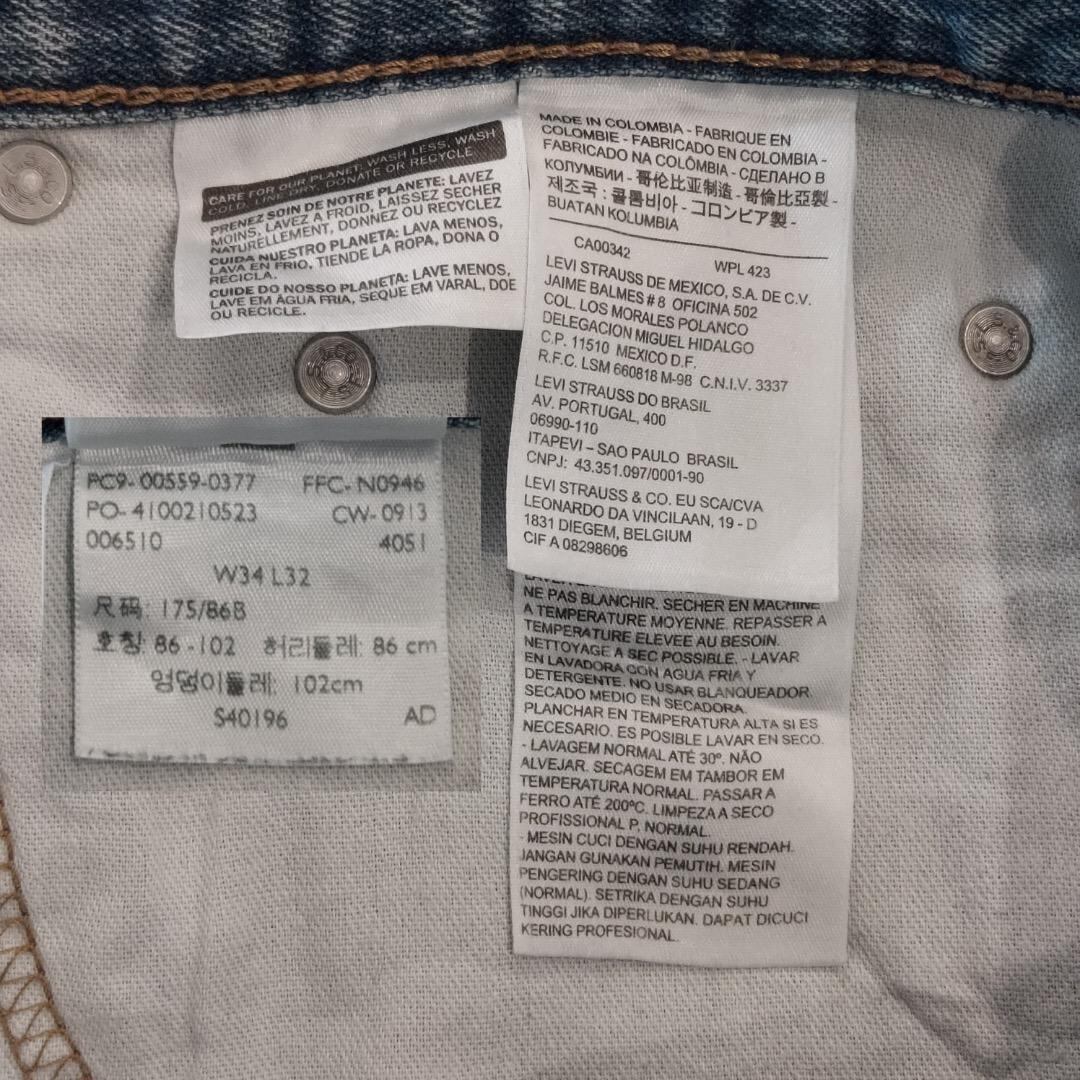 CARE FOR OUR PLANET: WASH LESS, WASH
COLD, LINE DRY, DONATE OR RECYCLE.
PRENEZ SOIN DE NOTRE PLANETE: LAVEZ
MOINS, LAVEZ A FROID, LAISSEZ SECHER
NATURELLEMENT, DONNEZ OU RECYCLEZ
CUIDA NUESTRO PLANETA: LAVA MENOS,
LAVA EN FRIO, TIENDE LA ROPA, DONA O
RECICLA.
CUIDE DO NOSSO PLANETA: LAVE MENOS,
LAVE EM ÁGUA FRIA, SEQUE EM VARAL, DOE
OU RECICLE.
MADE IN COLOMBIA - FABRIQUE EN
COLOMBIE - FABRICADO EN COLOMBIA -
FABRICADO NA COLÔMBIA - СДЕЛАНО В
КОЛУМБИИ - 哥伦比亚制造 - 哥倫比亞製 -
제조국 : 콜롬비아 - コロンビア製 -
BUATAN KOLUMBIA
CA00342 WPL 423
LEVI STRAUSS DE MEXICO, S.A. DE C.V.
JAIME BALMES # 8 OFICINA 502
COL. LOS MORALES POLANCO
DELEGACION MIGUEL HIDALGO
C.P. 11510 MEXICO D.F.
R.F.C. LSM 660818 M-98 C.N.I.V. 3337
LEVI STRAUSS DO BRASIL
AV. PORTUGAL, 400
06990-110
ITAPEVI – SAO PAULO BRASIL
CNPJ: 43.351.097/0001-90
LEVI STRAUSS & CO. EU SCA/CVA
LEONARDO DA VINCILAAN, 19 - D
1831 DIEGEM, BELGIUM
CIF A 08298606
NE PAS BLANCHIR. SECHER EN MACHINE
A TEMPERATURE MOYENNE. REPASSER A
TEMPERATURE ELEVEE AU BESOIN.
NETTOYAGE A SEC POSSIBLE. - LAVAR
EN LAVADORA CON AGUA FRIA Y
DETERGENTE. NO USAR BLANQUEADOR.
SECADO MEDIO EN SECADORA.
PLANCHAR EN TEMPERATURA ALTA SI ES
NECESARIO. ES POSIBLE LAVAR EN SECO.
- LAVAGEM NORMAL ATÉ 30º. NÃO
ALVEJAR. SECAGEM EM TAMBOR EM
TEMPERATURA NORMAL. PASSAR A
FERRO ATÉ 200ºC. LIMPEZA A SECO
PROFISSIONAL P, NORMAL.
- MESIN CUCI DENGAN SUHU RENDAH.
JANGAN GUNAKAN PEMUTIH. MESIN
PENGERING DENGAN SUHU SEDANG
(NORMAL). SETRIKA DENGAN SUHU
TINGGI JIKA DIPERLUKAN. DAPAT DICUCI
KERING PROFESIONAL.
PC9- 00559-0377 FFC- N0946
PO- 4100210523 CW- 0913
006510 4051
W34 L32
尺码: 175/86B
호칭: 86 -102 허리둘레: 86 cm
엉덩이둘레: 102cm
S40196 AD